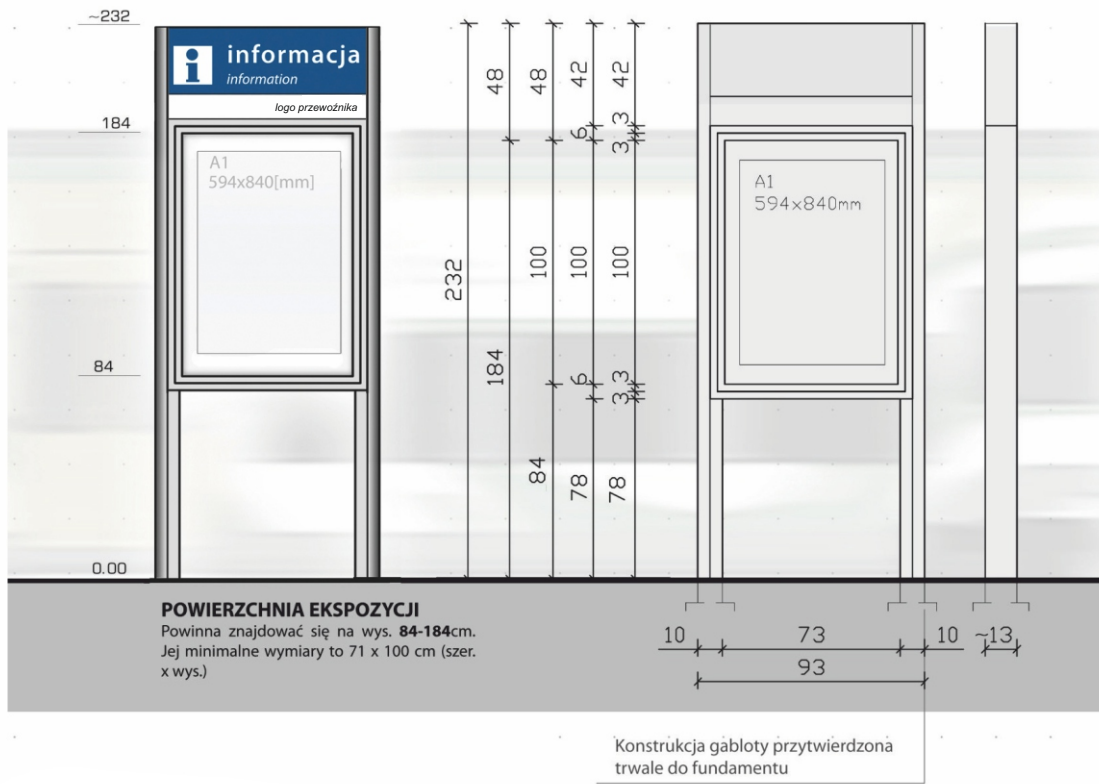 ~232
184
84
0.00
informacja
information
logo przewoźnika
A1
594x840[mm]
232
48
184
48
100
84
42
6
100
6
78
42
3
3
100
3
3
78
A1
594x840mm
10
73
10
~13
93
POWIERZCHNIA EKSPOZYCJI
Powinna znajdować się na wys. 84-184cm.
Jej minimalne wymiary to 71 x 100 cm (szer.
x wys.)
Konstrukcja gabloty przytwierdzona
trwale do fundamentu